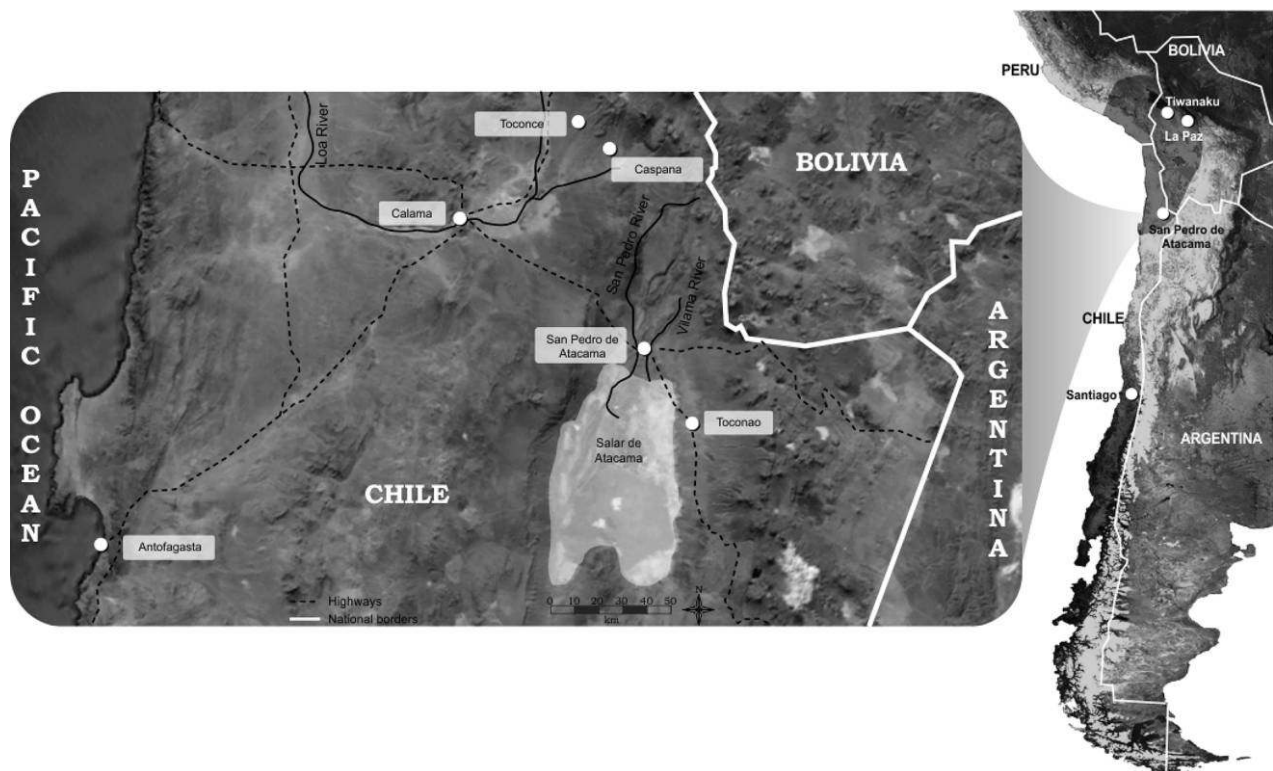 PACIFIC OCEAN
Loa River
Toconce
Caspana
Calama
San Pedro River
Vilama River
BOLIVIA
San Pedro de
Atacama
Toconao
Salar de
Atacama
CHILE
ARGENTINA
Antofagasta
Highways
National borders
0 10 20 30 40 50
km
N
BOLIVIA
PERU
Tiwanaku
La Paz
San Pedro de
Atacama
CHILE
Santiago
ARGENTINA